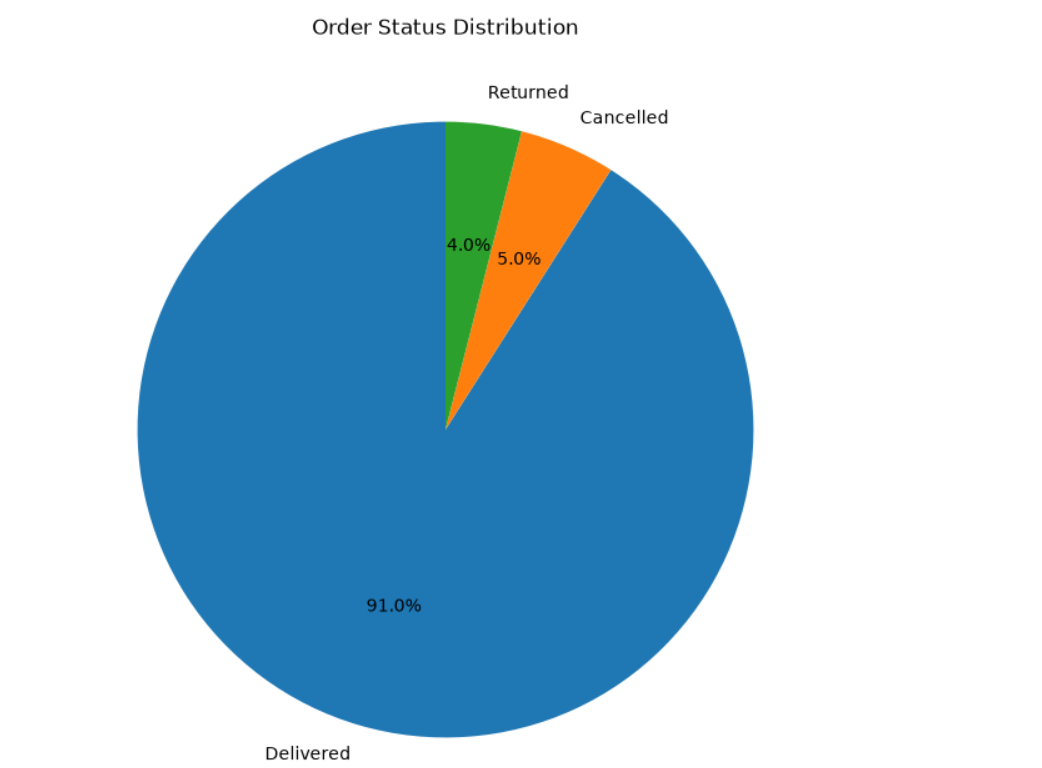 Order Status Distribution
Returned
Cancelled
4.0%
5.0%
91.0%
Delivered